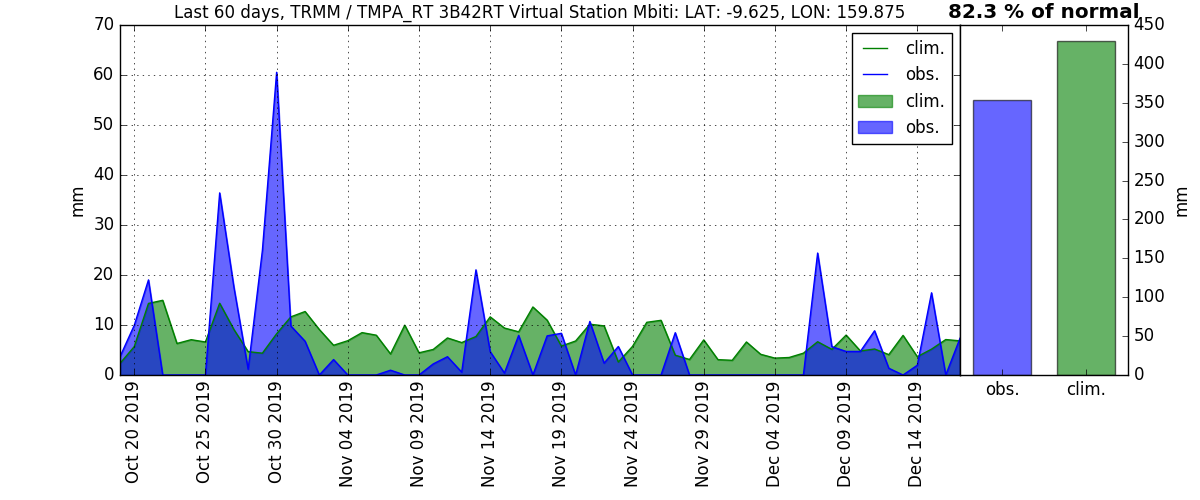 Last 60 days, TRMM / TMPA_RT 3B42RT Virtual Station Mbiti: LAT: -9.625, LON: 159.875
82.3 % of normal
70
60
50
40
30
20
10
0
mm
clim.
obs.
clim.
obs.
450
400
350
300
250
200
150
100
50
0
mm
obs.
clim.
Oct 20 2019
Oct 25 2019
Oct 30 2019
Nov 04 2019
Nov 09 2019
Nov 14 2019
Nov 19 2019
Nov 24 2019
Nov 29 2019
Dec 04 2019
Dec 09 2019
Dec 14 2019